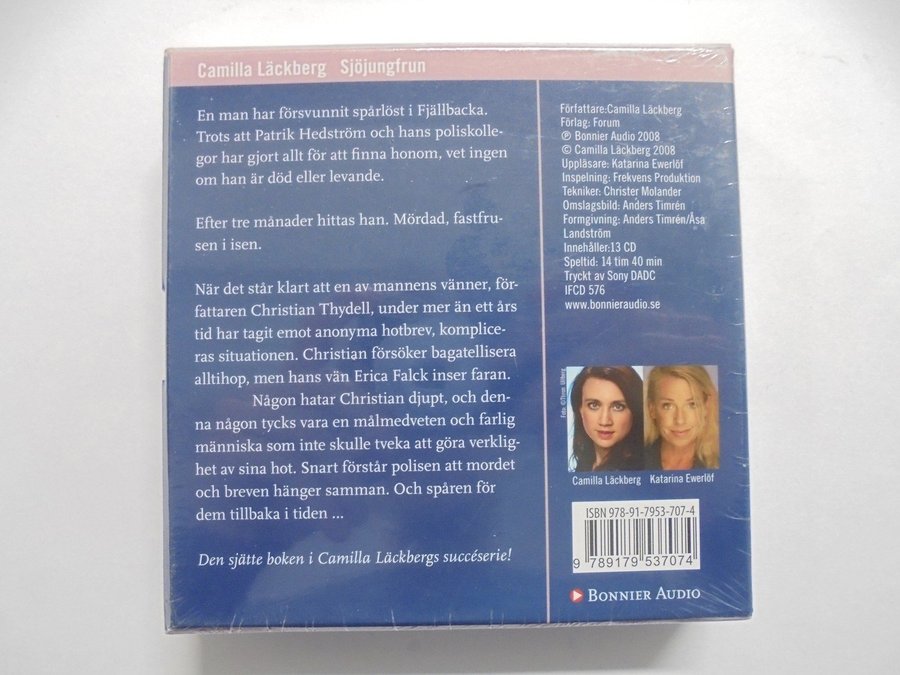 Camilla Läckberg Sjöjungfrun
En man har försvunnit spårlöst i Fjällbacka.
Trots att Patrik Hedström och hans poliskolle-
gor har gjort allt för att finna honom, vet ingen
om han är död eller levande.
Efter tre månader hittas han. Mördad, fastfru-
sen i isen.
När det står klart att en av mannens vänner, för-
fattaren Christian Thydell, under mer än ett års
tid har tagit emot anonyma hotbrev, komplice-
ras situationen. Christian försöker bagatellisera
alltihop, men hans vän Erica Falck inser faran.
Någon hatar Christian djupt, och den-
na någon tycks vara en målmedveten och farlig
människa som inte skulle tveka att göra verklig-
het av sina hot. Snart förstår polisen att mordet
och breven hänger samman. Och spåren för
dem tillbaka i tiden ...
Den sjätte boken i Camilla Läckbergs succéserie!
Författare:Camilla Läckberg
Förlag: Forum
℗ Bonnier Audio 2008
© Camilla Läckberg 2008
Uppläsare: Katarina Ewerlöf
Inspelning: Frekvens Produktion
Tekniker: Christer Molander
Omslagsbild: Anders Timrén
Formgivning: Anders Timrén/Åsa
Landström
Innehåller:13 CD
Speltid: 14 tim 40 min
Tryckt av Sony DADC
IFCD 576
www.bonnieraudio.se
Camilla Läckberg Katarina Ewerlöf
ISBN 978-91-7953-707-4
9 789179 537074
BONNIER AUDIO